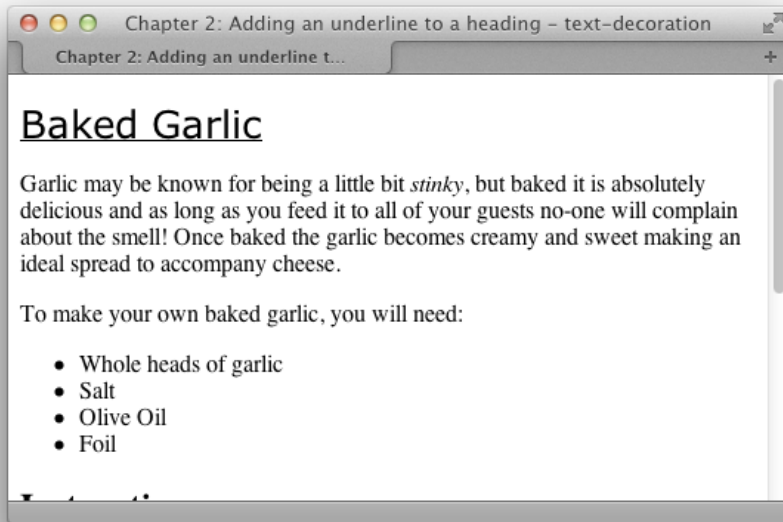 Chapter 2: Adding an underline to a heading – text-decoration
Chapter 2: Adding an underline t...
Baked Garlic
Garlic may be known for being a little bit stinky, but baked it is absolutely
delicious and as long as you feed it to all of your guests no-one will complain
about the smell! Once baked the garlic becomes creamy and sweet making an
ideal spread to accompany cheese.
To make your own baked garlic, you will need:
• Whole heads of garlic
• Salt
• Olive Oil
• Foil